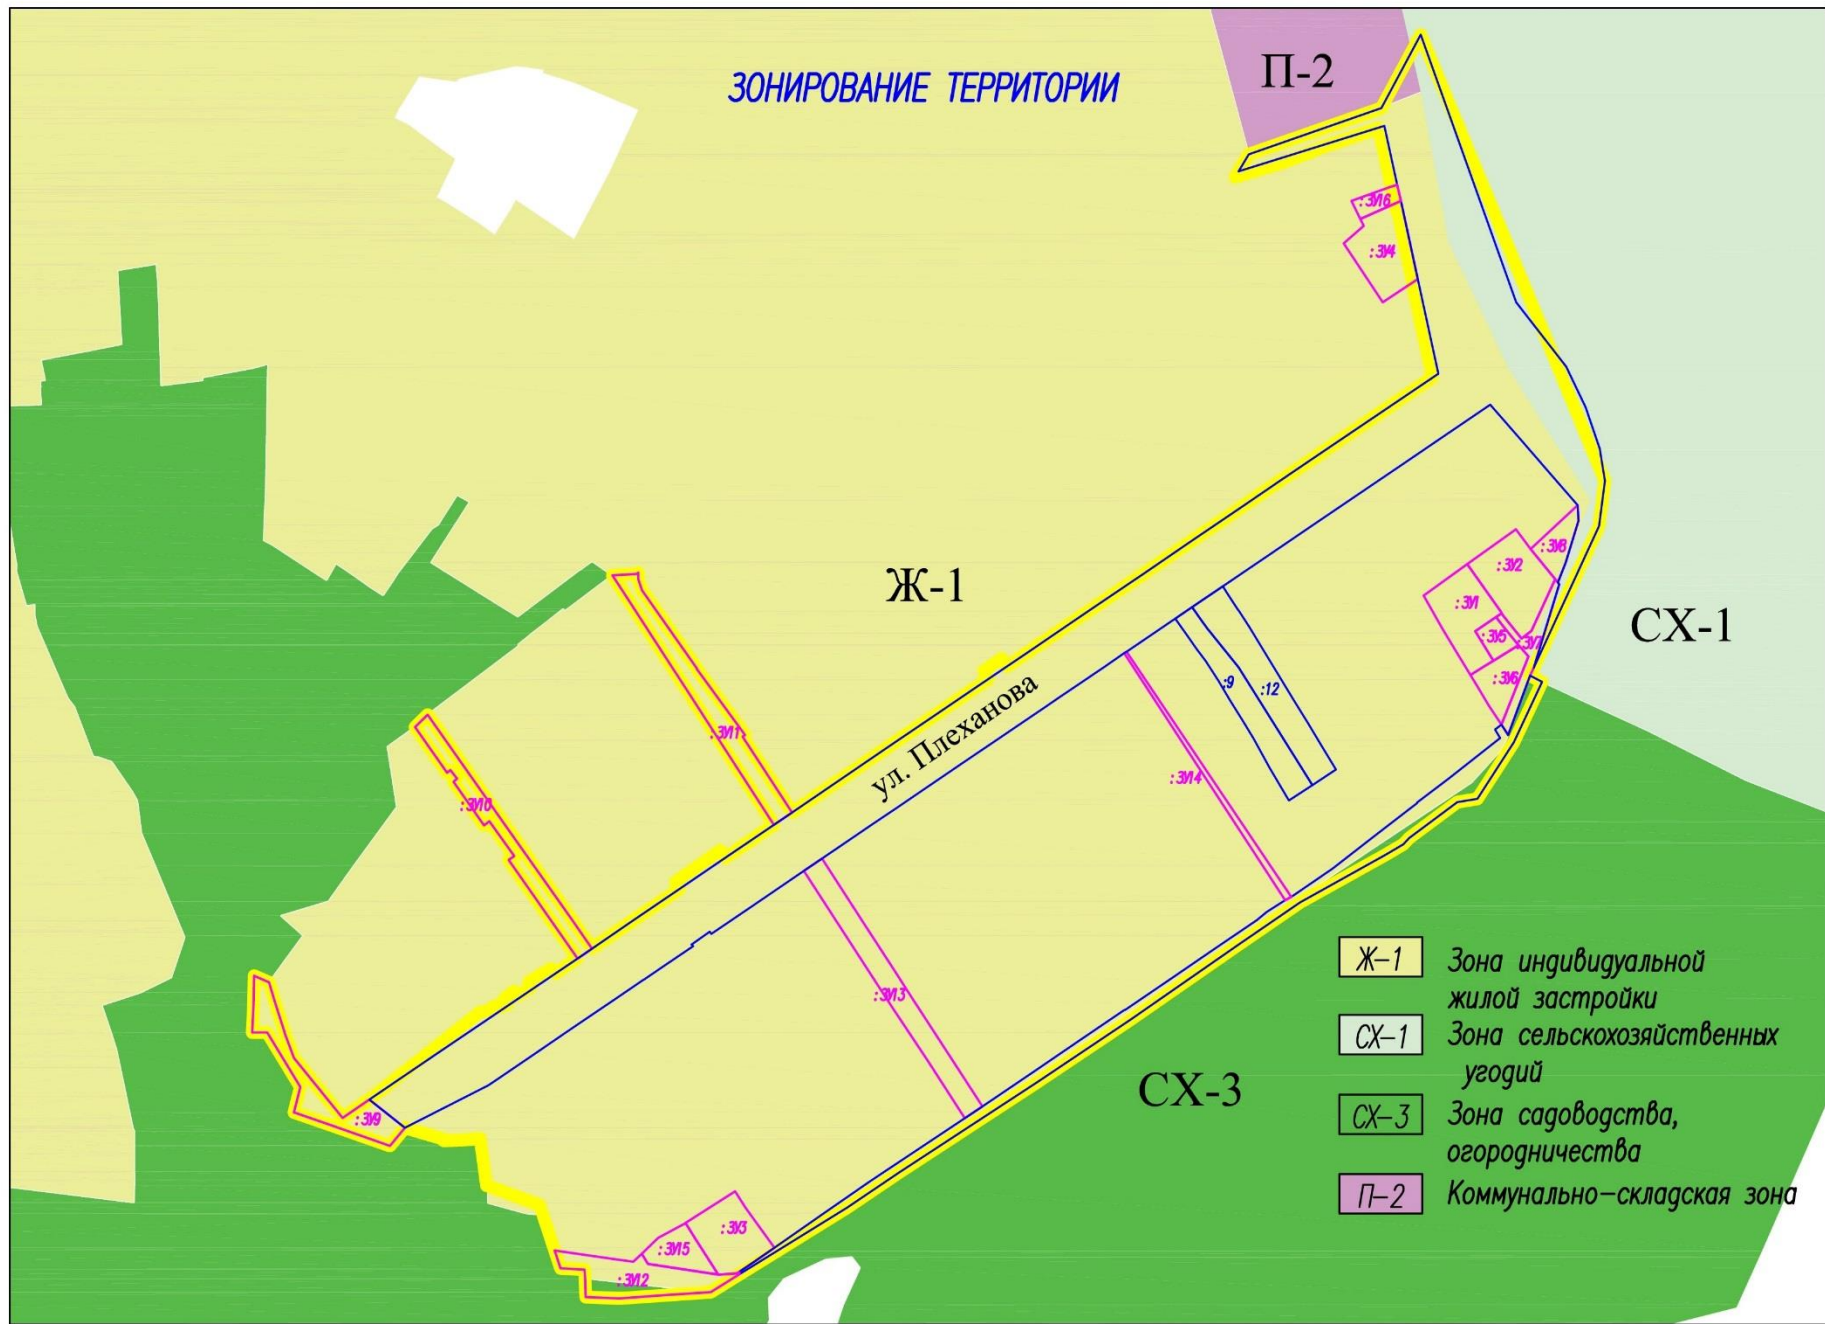 П-2
ЗОНИРОВАНИЕ ТЕРРИТОРИИ
:ЗУ16
:ЗУ4
:ЗУ8
:ЗУ2
Ж-1
:ЗУ1
СХ-1
:ЗУ5
:ЗУ7
:ЗУ6
:9
:12
ул. Плеханова
:ЗУ11
:ЗУ14
:ЗУ10
:ЗУ13
СХ-3
:ЗУ9
:ЗУ3
:ЗУ15
:ЗУ12
Ж-1 Зона индивидуальной
жилой застройки
СХ-1 Зона сельскохозяйственных
угодий
СХ-3 Зона садоводства,
огородничества
П-2 Коммунально-складская зона